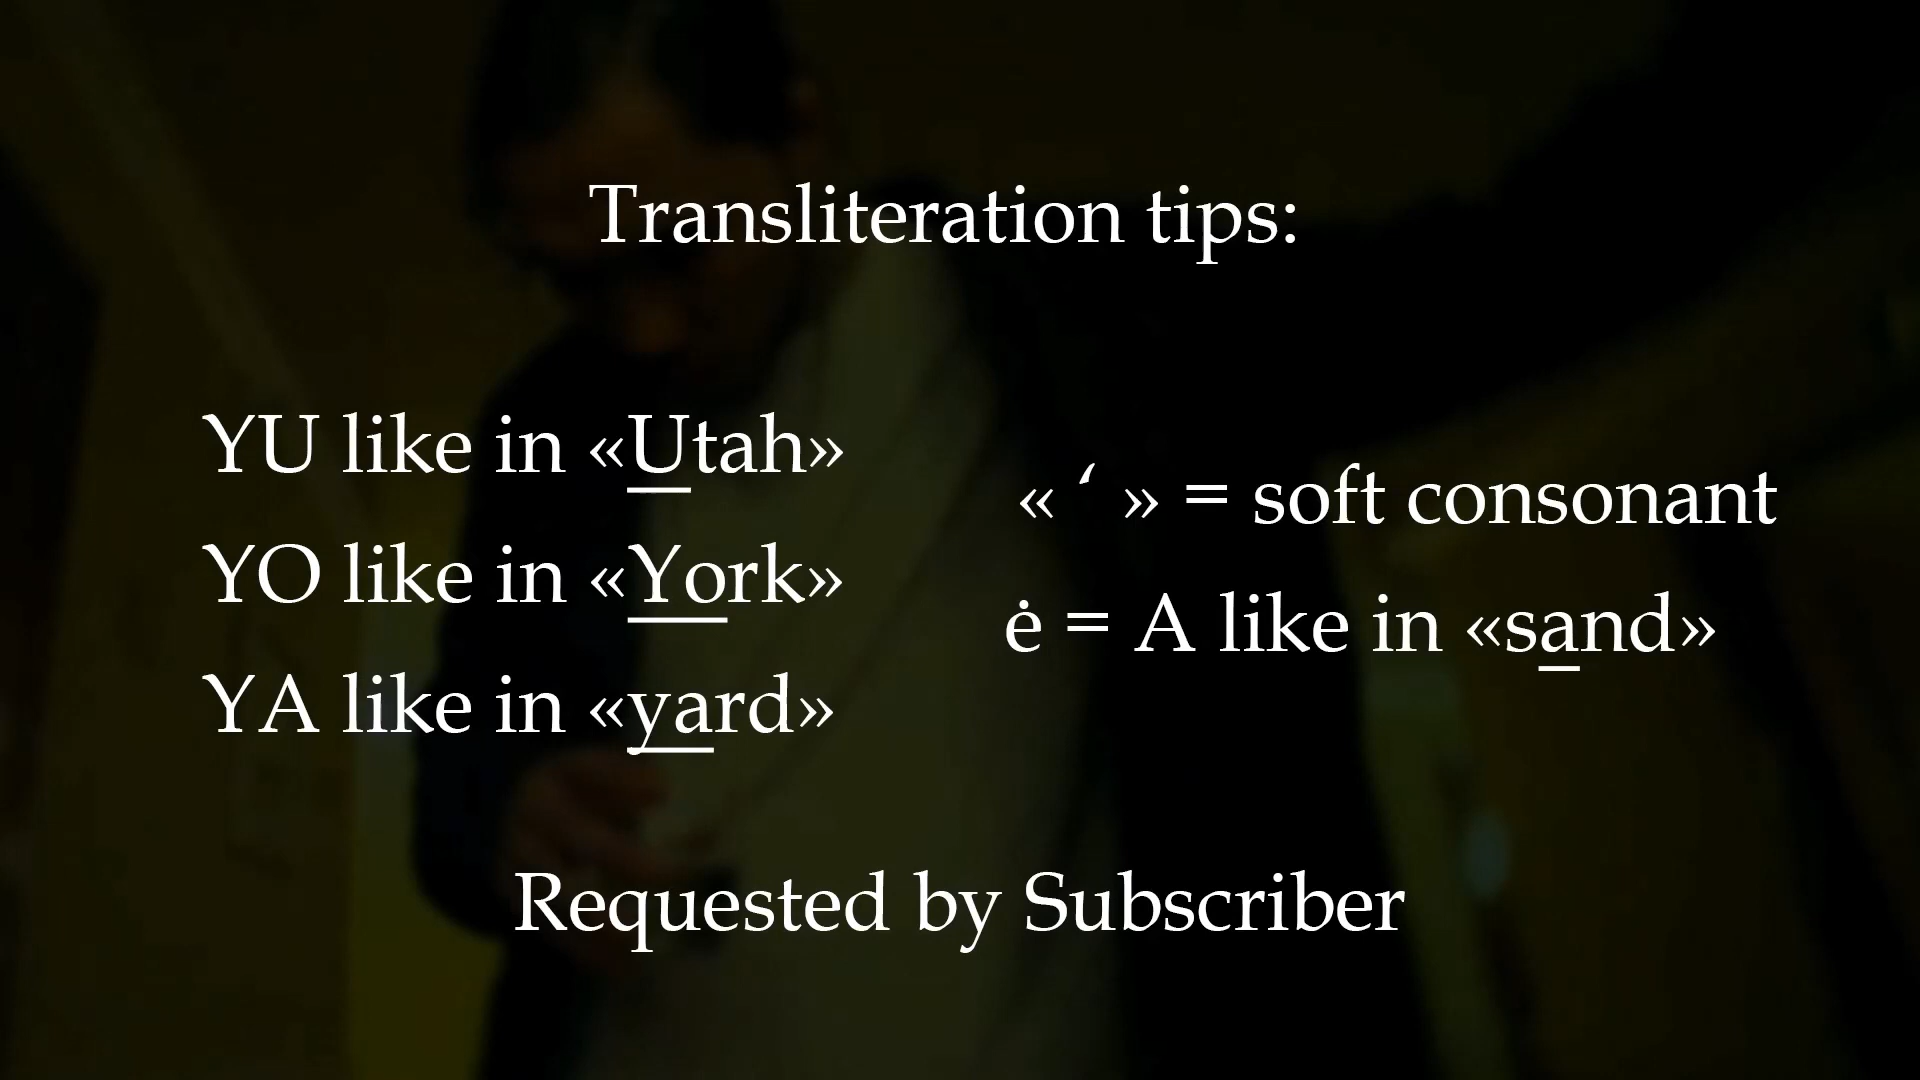 Transliteration tips:
YU like in «Utah»
YO like in «York»
YA like in «yard»
« ‘ » = soft consonant
ė = A like in «sand»
Requested by Subscriber